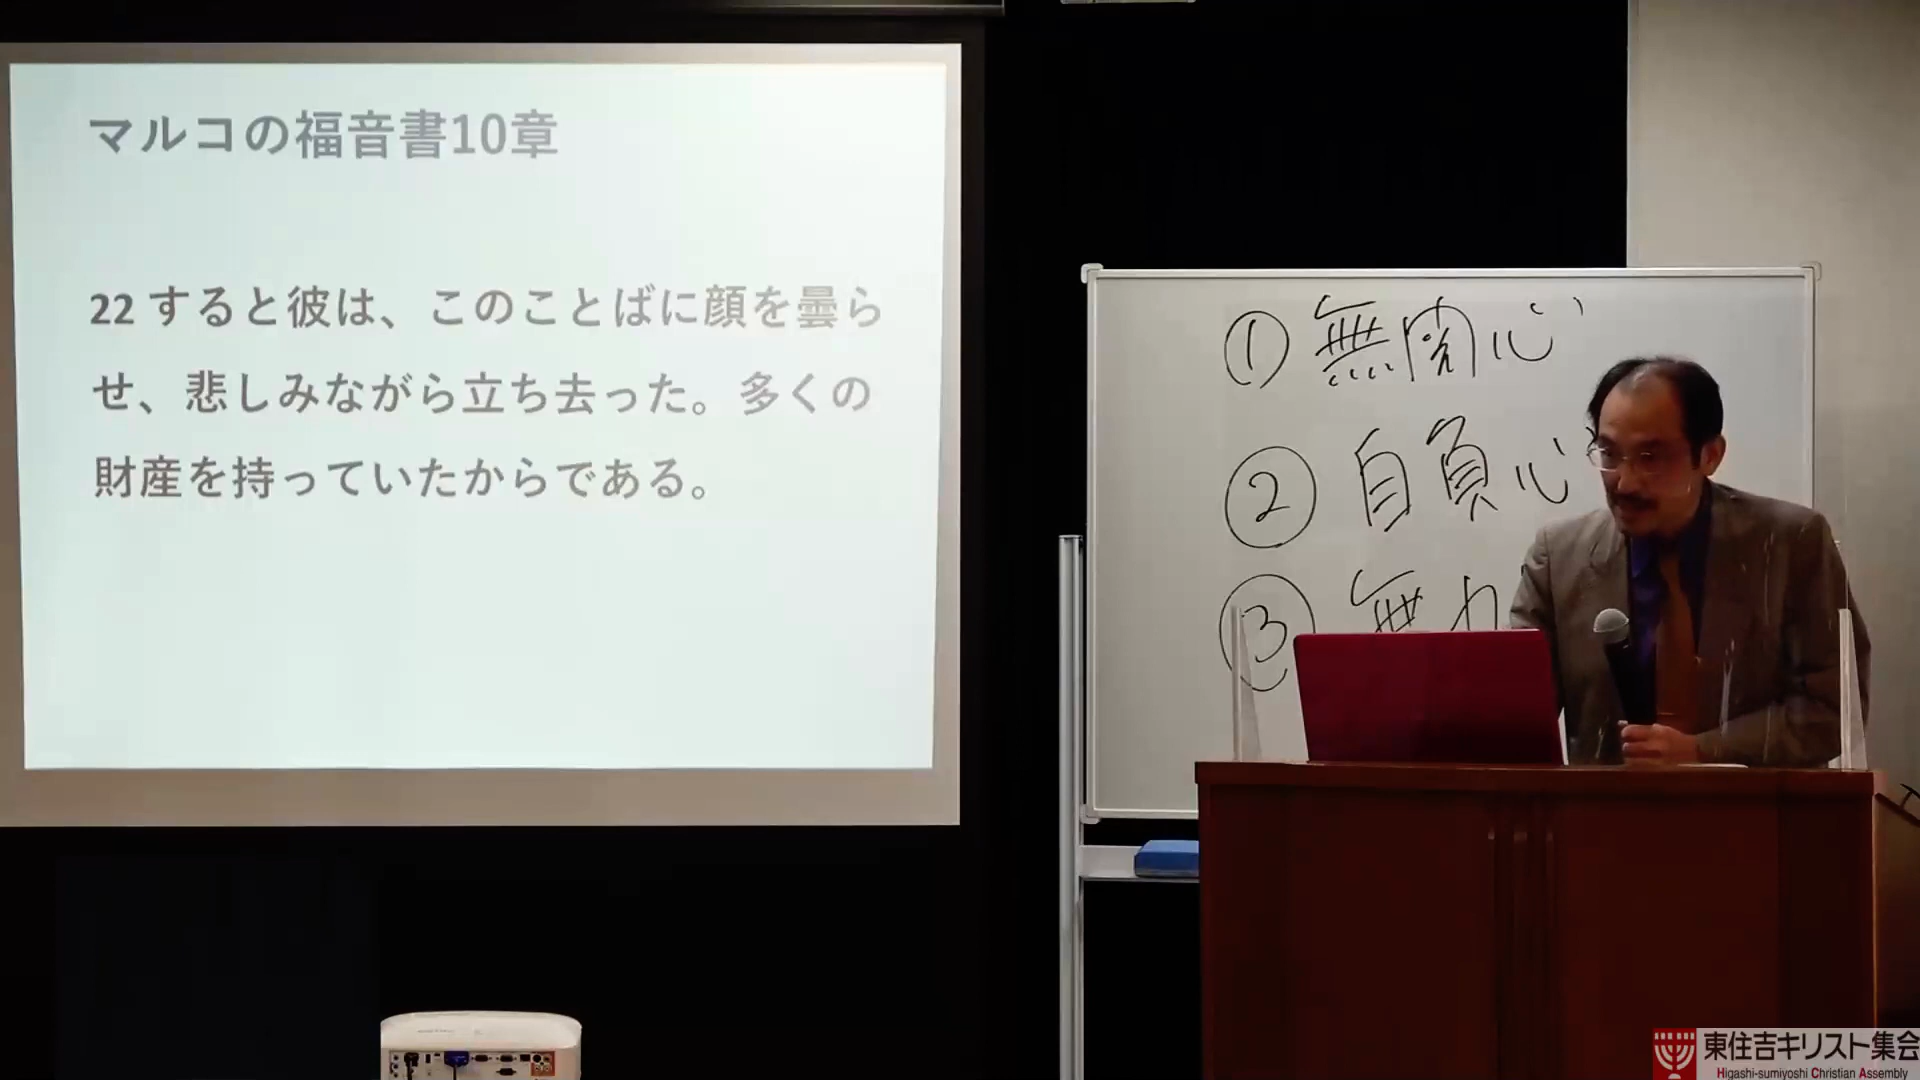 マルコの福音書10章
22 すると彼は、このことばに顔を曇ら
せ、悲しみながら立ち去った。多くの
財産を持っていたからである。
① 無関心
② 自負心
③ 無力
東住吉キリスト集会
Higashi-sumiyoshi Christian Assembly